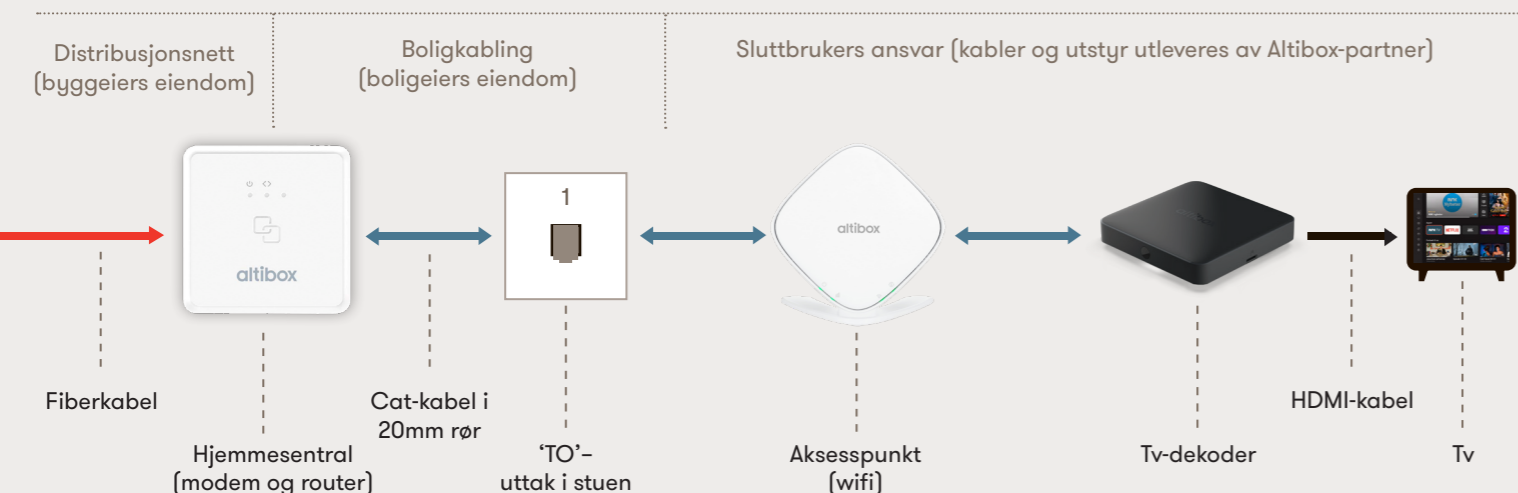 Distribusjonsnett
(byggeiers eiendom)
Boligkabling
(boligeiers eiendom)
Sluttbrukers ansvar (kabler og utstyr utleveres av Altibox-partner)
altibox
1
altibox
Fiberkabel
Hjemmesentral
(modem og router)
Cat-kabel i
20mm rør
‘TO’–
uttak i stuen
Aksesspunkt
(wifi)
Tv-dekoder
HDMI-kabel
Tv